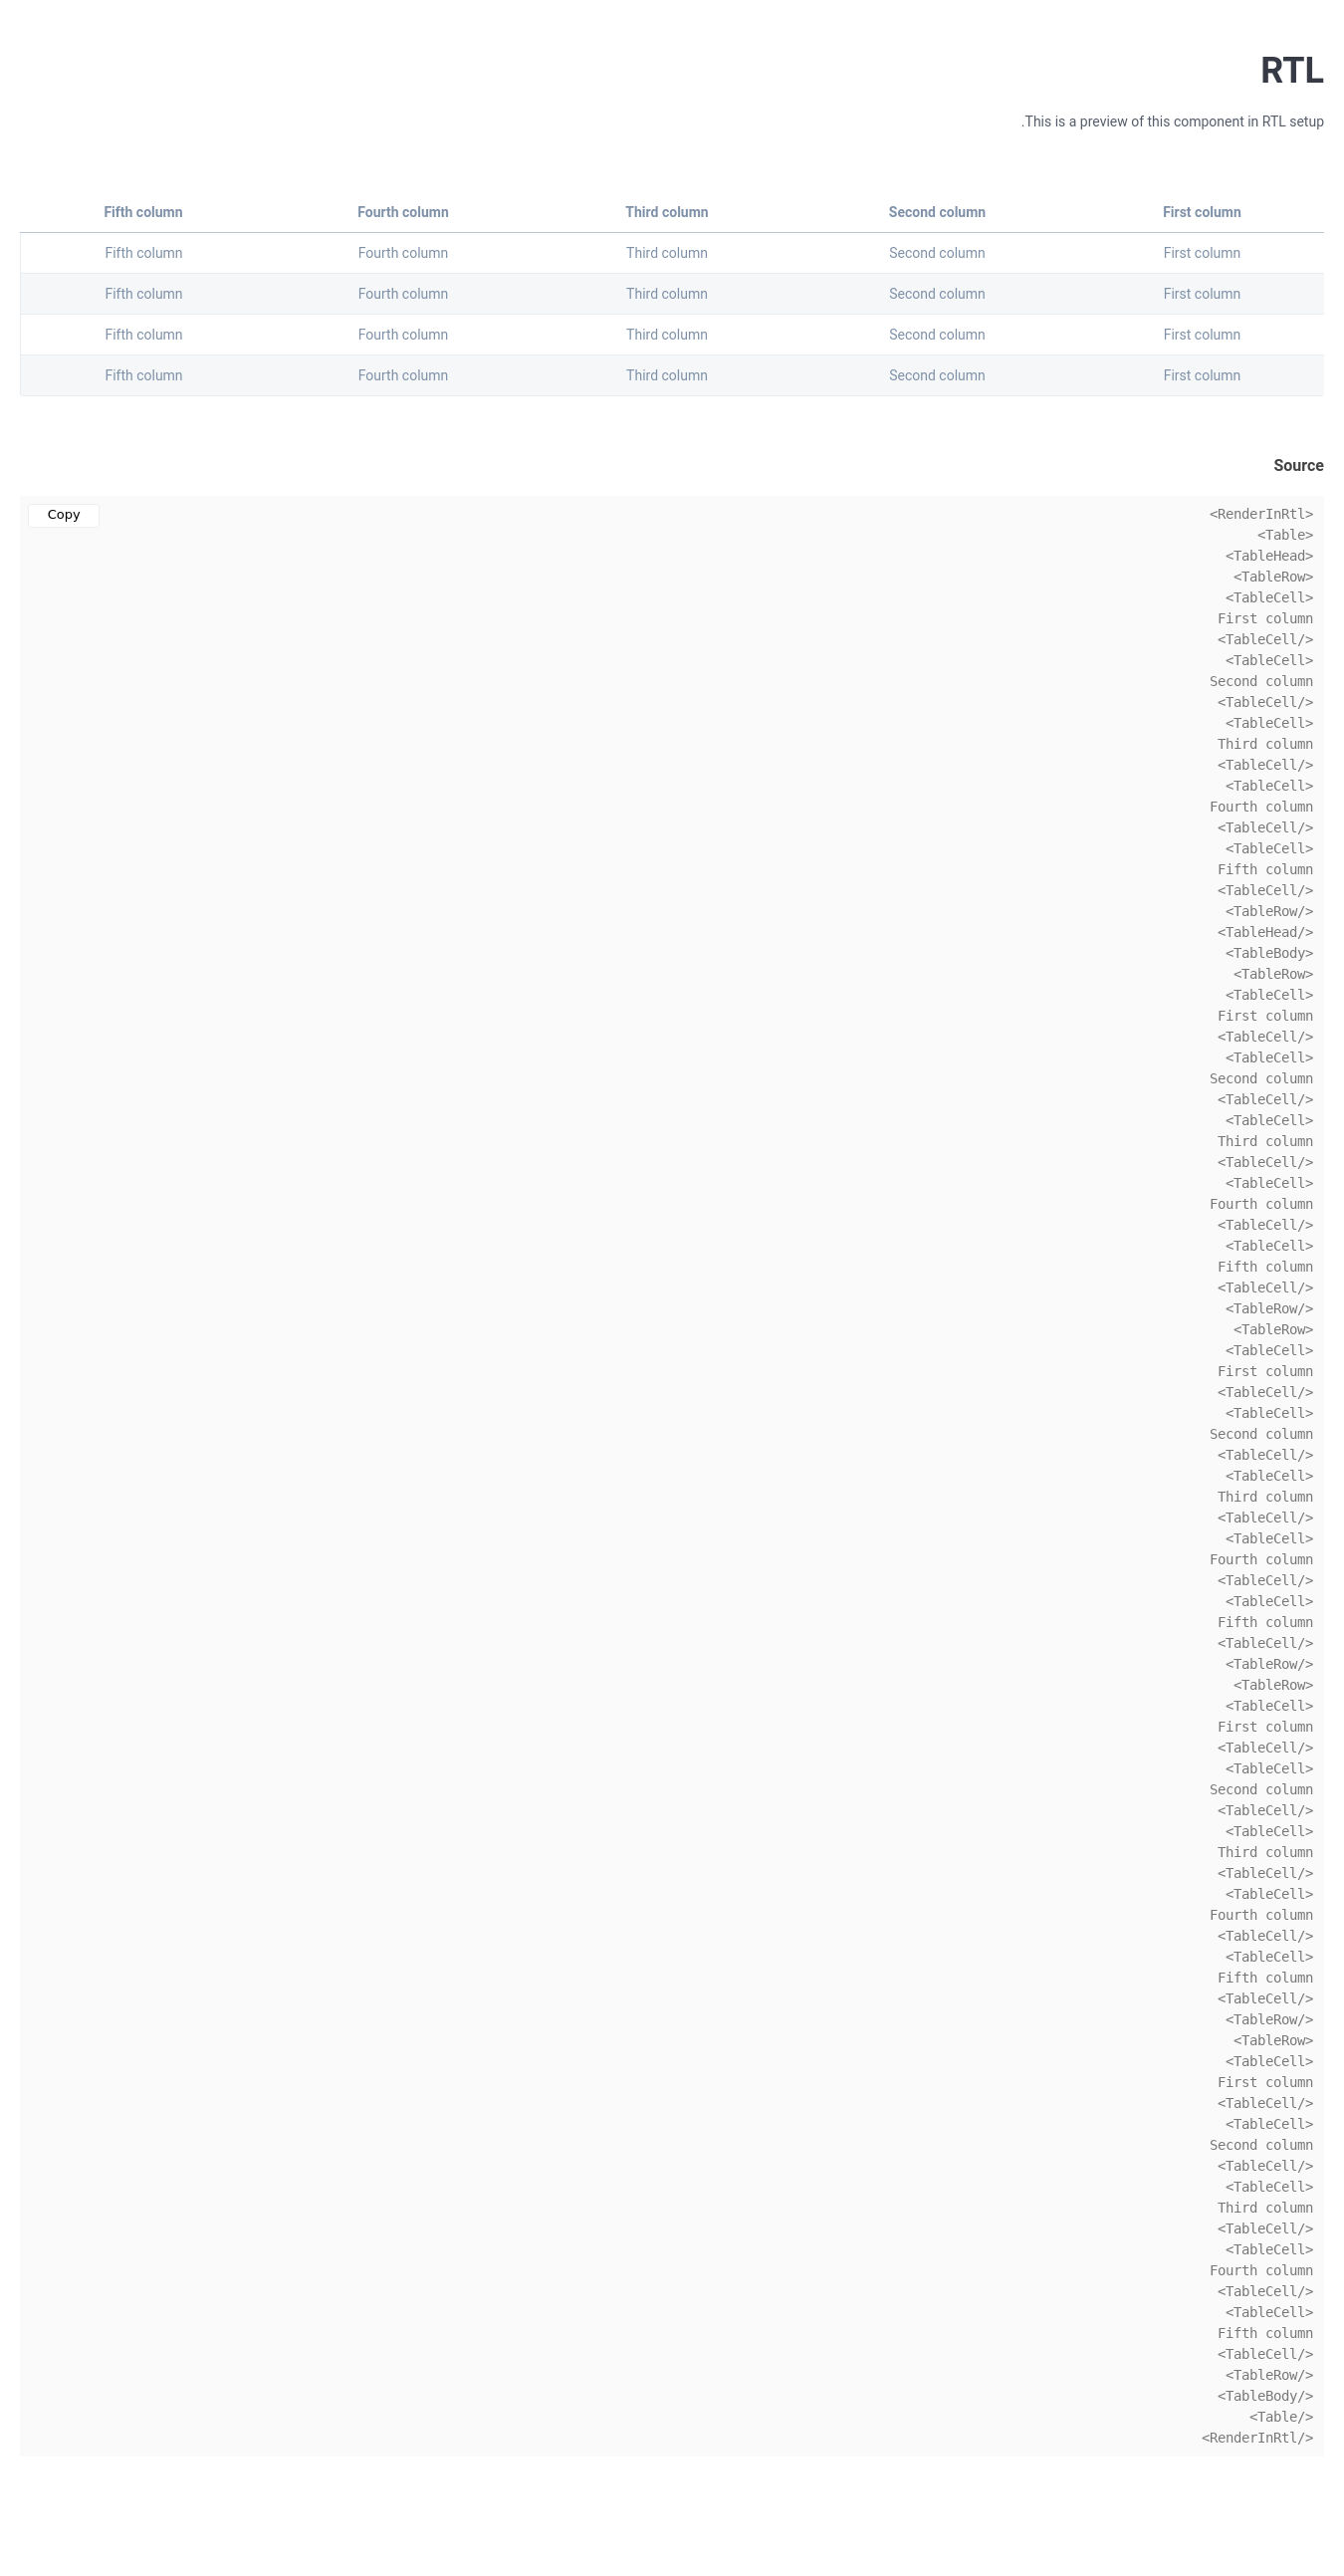 RTL
.This is a preview of this component in RTL setup
Fifth column Fourth column Third column Second column First column
Fifth column Fourth column Third column Second column First column
Fifth column Fourth column Third column Second column First column
Fifth column Fourth column Third column Second column First column
Fifth column Fourth column Third column Second column First column
Source
Copy
<RenderInRtl>
<Table>
<TableHead>
<TableRow>
<TableCell>
First column
<TableCell/>
<TableCell>
Second column
<TableCell/>
<TableCell>
Third column
<TableCell/>
<TableCell>
Fourth column
<TableCell/>
<TableCell>
Fifth column
<TableCell/>
<TableRow/>
<TableHead/>
<TableBody>
<TableRow>
<TableCell>
First column
<TableCell/>
<TableCell>
Second column
<TableCell/>
<TableCell>
Third column
<TableCell/>
<TableCell>
Fourth column
<TableCell/>
<TableCell>
Fifth column
<TableCell/>
<TableRow/>
<TableRow>
<TableCell>
First column
<TableCell/>
<TableCell>
Second column
<TableCell/>
<TableCell>
Third column
<TableCell/>
<TableCell>
Fourth column
<TableCell/>
<TableCell>
Fifth column
<TableCell/>
<TableRow/>
<TableRow>
<TableCell>
First column
<TableCell/>
<TableCell>
Second column
<TableCell/>
<TableCell>
Third column
<TableCell/>
<TableCell>
Fourth column
<TableCell/>
<TableCell>
Fifth column
<TableCell/>
<TableRow/>
<TableRow>
<TableCell>
First column
<TableCell/>
<TableCell>
Second column
<TableCell/>
<TableCell>
Third column
<TableCell/>
<TableCell>
Fourth column
<TableCell/>
<TableCell>
Fifth column
<TableCell/>
<TableRow/>
<TableBody/>
<Table/>
<RenderInRtl/>